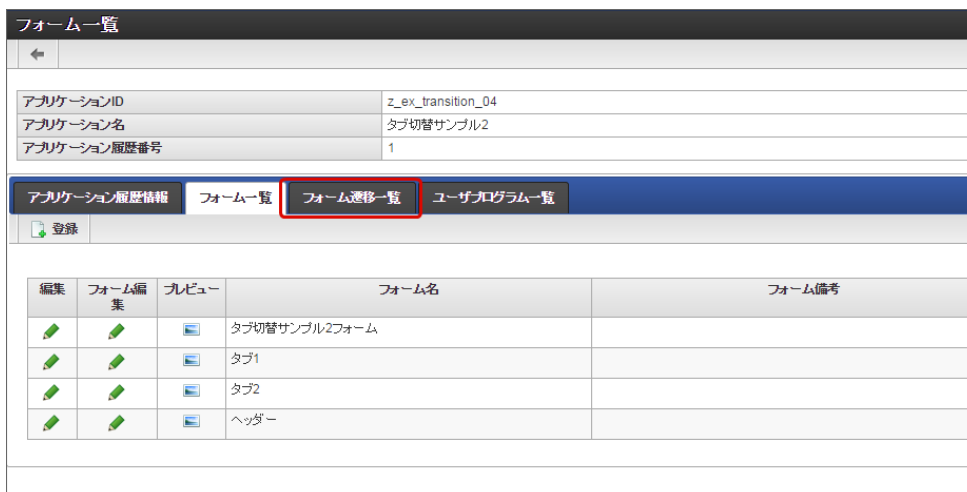 フォーム一覧
アプリケーションID z_ex_transition_04
アプリケーション名 タブ切替サンプル2
アプリケーション履歴番号 1
アプリケーション履歴情報 フォーム一覧 フォーム遷移一覧 ユーザプログラム一覧
登録
編集 フォーム編集 プレビュー フォーム名 フォーム備考
タブ切替サンプル2フォーム
タブ1
タブ2
ヘッダー